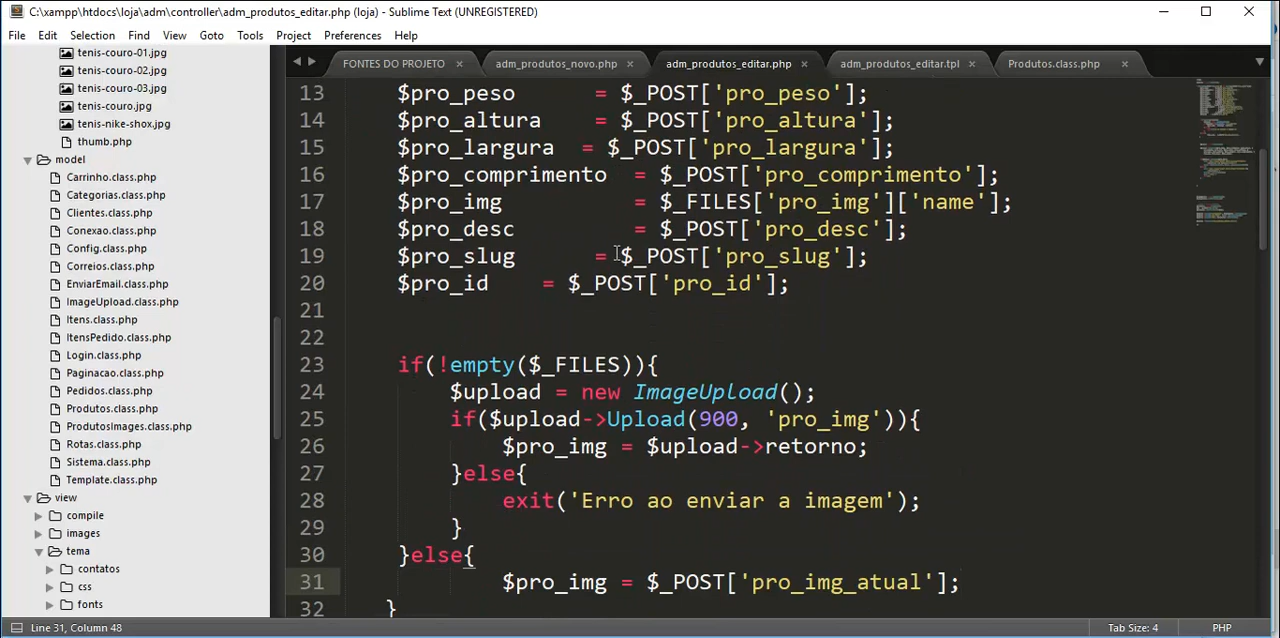 C:\xampp\htdocs\loja\adm\controller\adm_produtos_editar.php (loja) - Sublime Text (UNREGISTERED)
File Edit Selection Find View Goto Tools Project Preferences Help
tenis-couro-01.jpg
tenis-couro-02.jpg
tenis-couro-03.jpg
tenis-couro.jpg
tenis-nike-shox.jpg
thumb.php
model
Carrinho.class.php
Categorias.class.php
Clientes.class.php
Conexao.class.php
Config.class.php
Correios.class.php
EnviarEmail.class.php
ImageUpload.class.php
Itens.class.php
ItensPedido.class.php
Login.class.php
Paginacao.class.php
Pedidos.class.php
Produtos.class.php
ProdutosImages.class.php
Rotas.class.php
Sistema.class.php
Template.class.php
view
compile
images
tema
contatos
css
fonts
FONTES DO PROJETO × adm_produtos_novo.php × adm_produtos_editar.php × adm_produtos_editar.tpl × Produtos.class.php ×
13 $pro_peso = $_POST['pro_peso'];
14 $pro_altura = $_POST['pro_altura'];
15 $pro_largura = $_POST['pro_largura'];
16 $pro_comprimento = $_POST['pro_comprimento'];
17 $pro_img = $_FILES['pro_img']['name'];
18 $pro_desc = $_POST['pro_desc'];
19 $pro_slug = $_POST['pro_slug'];
20 $pro_id = $_POST['pro_id'];
21
22
23 if(!empty($_FILES)){
24 $upload = new ImageUpload();
25 if($upload->Upload(900, 'pro_img')){
26 $pro_img = $upload->retorno;
27 }else{
28 exit('Erro ao enviar a imagem');
29 }
30 }else{
31 $pro_img = $_POST['pro_img_atual'];
32 }
Line 31, Column 48 Tab Size: 4 PHP